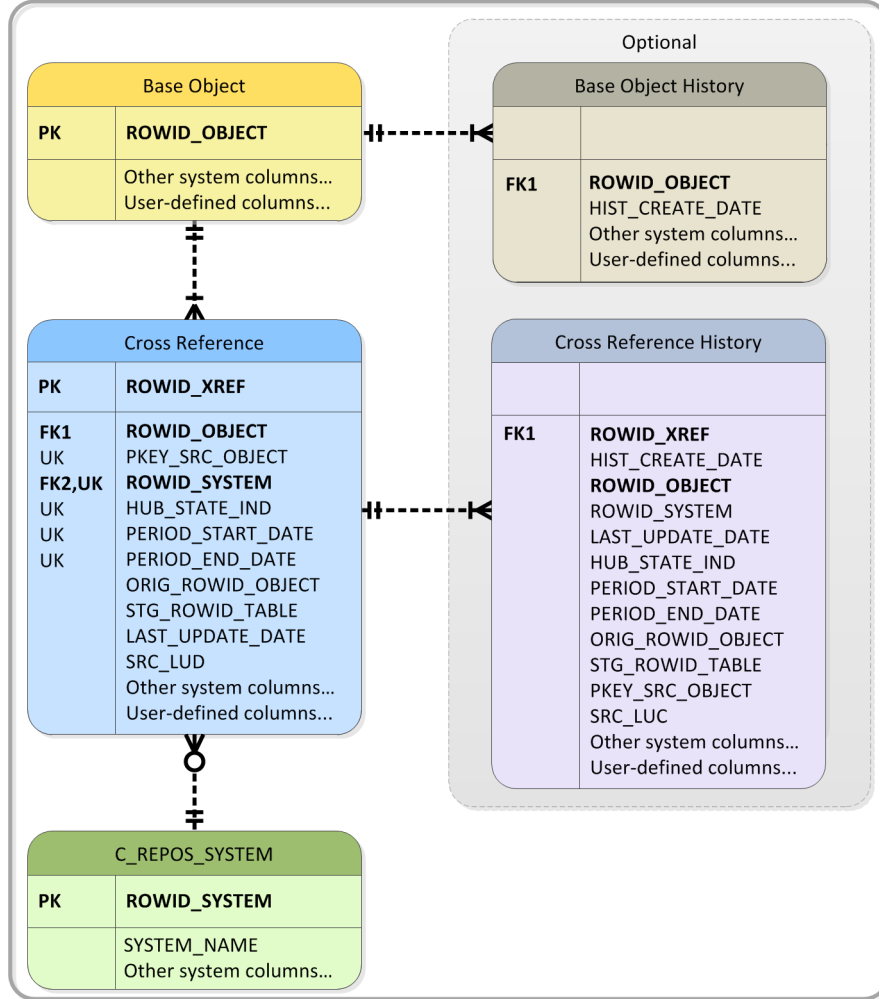 Optional
Base Object
PK ROWID_OBJECT
Other system columns...
User-defined columns...
Base Object History
FK1 ROWID_OBJECT
HIST_CREATE_DATE
Other system columns...
User-defined columns...
Cross Reference
PK ROWID_XREF
FK1 ROWID_OBJECT
UK PKEY_SRC_OBJECT
FK2,UK ROWID_SYSTEM
UK HUB_STATE_IND
UK PERIOD_START_DATE
UK PERIOD_END_DATE
ORIG_ROWID_OBJECT
STG_ROWID_TABLE
LAST_UPDATE_DATE
SRC_LUD
Other system columns...
User-defined columns...
Cross Reference History
FK1 ROWID_XREF
HIST_CREATE_DATE
ROWID_OBJECT
ROWID_SYSTEM
LAST_UPDATE_DATE
HUB_STATE_IND
PERIOD_START_DATE
PERIOD_END_DATE
ORIG_ROWID_OBJECT
STG_ROWID_TABLE
PKEY_SRC_OBJECT
SRC_LUC
Other system columns...
User-defined columns...
C_REPOS_SYSTEM
PK ROWID_SYSTEM
SYSTEM_NAME
Other system columns...